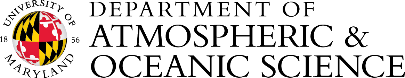 UNIVERSITY OF
18 56
MARYLAND
DEPARTMENT OF
ATMOSPHERIC &
OCEANIC SCIENCE